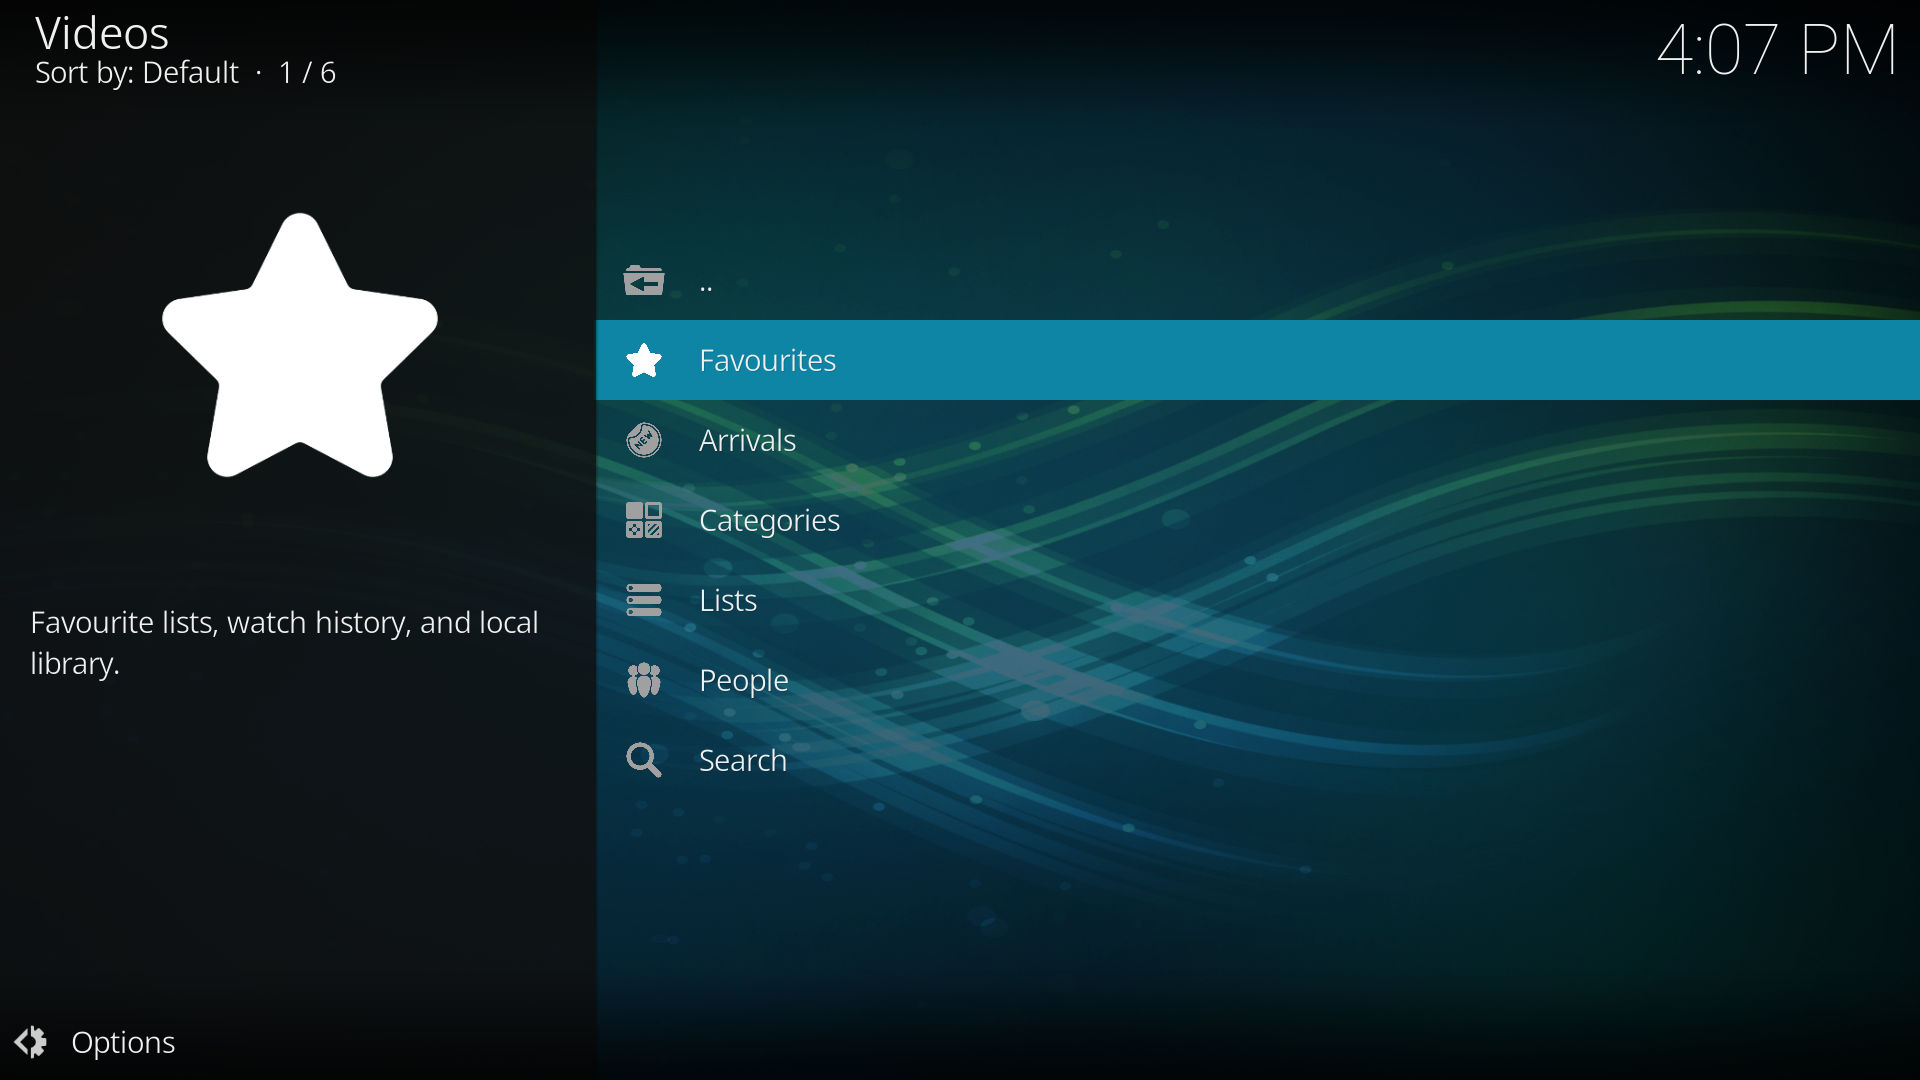 Videos
Sort by: Default · 1 / 6
4:07 PM
..
Favourites
NEW
Arrivals
Categories
Lists
People
Search
Favourite lists, watch history, and local
library.
Options